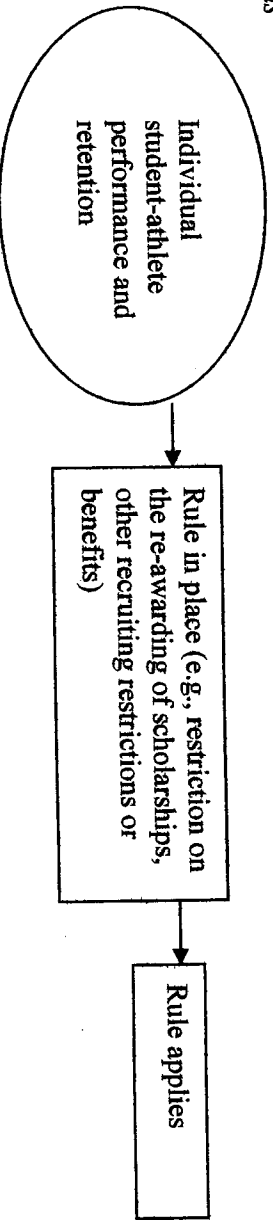 Individual
student-athlete
performance and
retention
Rule in place (e.g., restriction on
the re-awarding of scholarships,
other recruiting restrictions or
benefits)
Rule applies